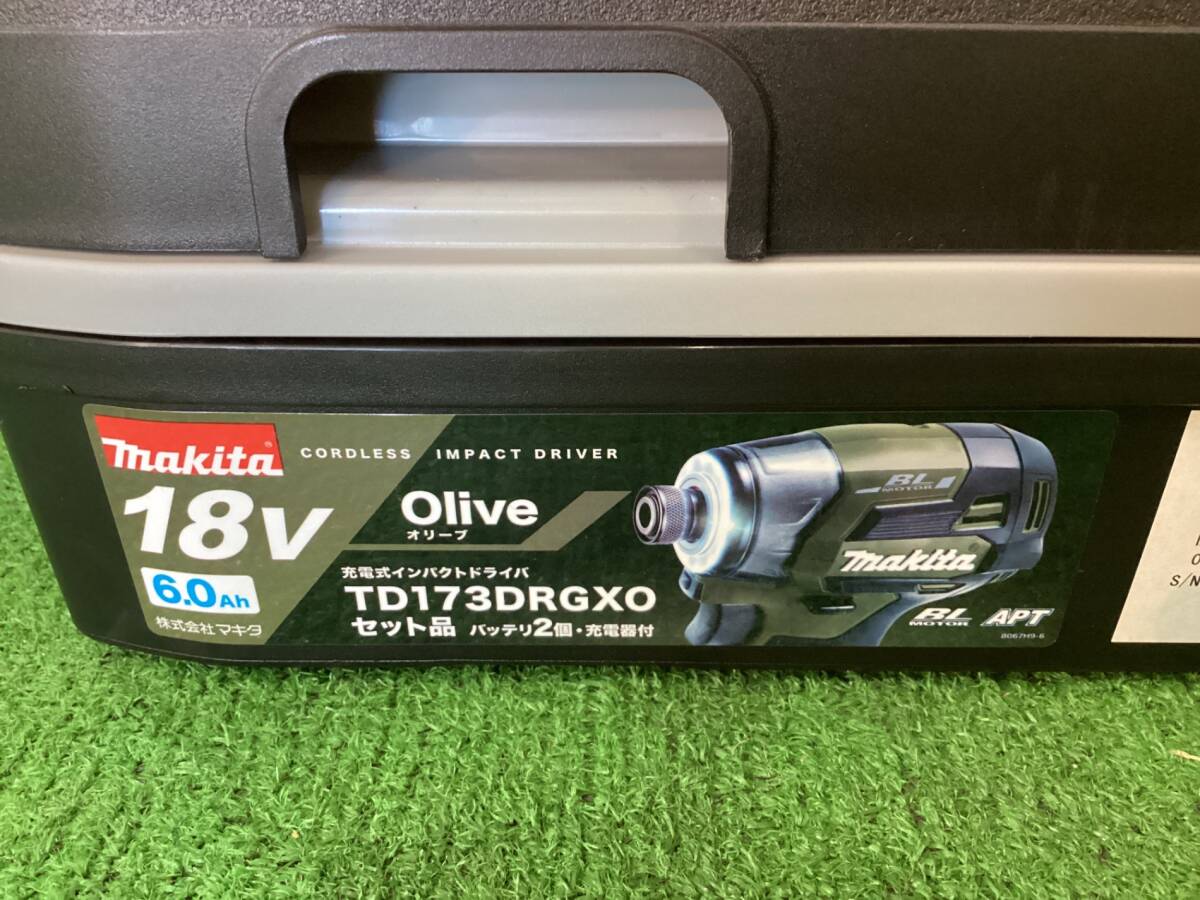 makita
CORDLESS IMPACT DRIVER
18V
6.0Ah
株式会社マキタ
Olive
オリーブ
充電式インパクトドライバ
TD173DRGXO
セット品 バッテリ2個・充電器付
BL
MOTOR
makita
BL
MOTOR
APT
8067H9-6
S/N